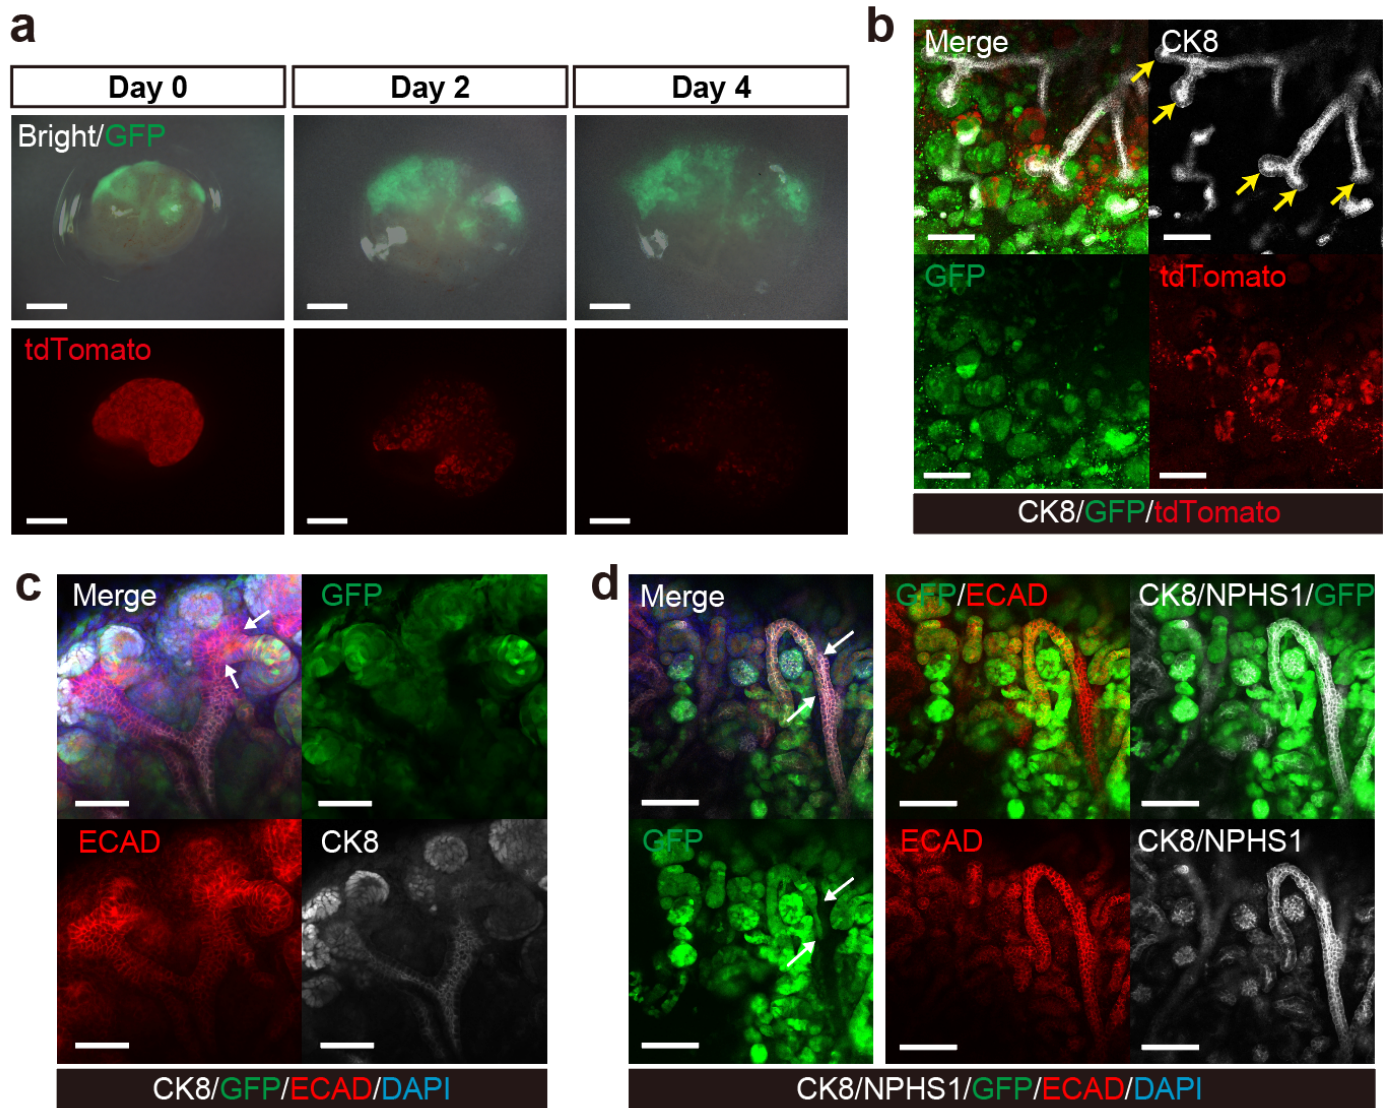 a
Day 0
Day 2
Day 4
Bright/GFP
tdTomato
b
Merge
CK8
GFP
tdTomato
CK8/GFP/tdTomato
c
Merge
GFP
ECAD
CK8
CK8/GFP/ECAD/DAPI
d
Merge
GFP/ECAD
CK8/NPHS1/GFP
GFP
ECAD
CK8/NPHS1
CK8/NPHS1/GFP/ECAD/DAPI